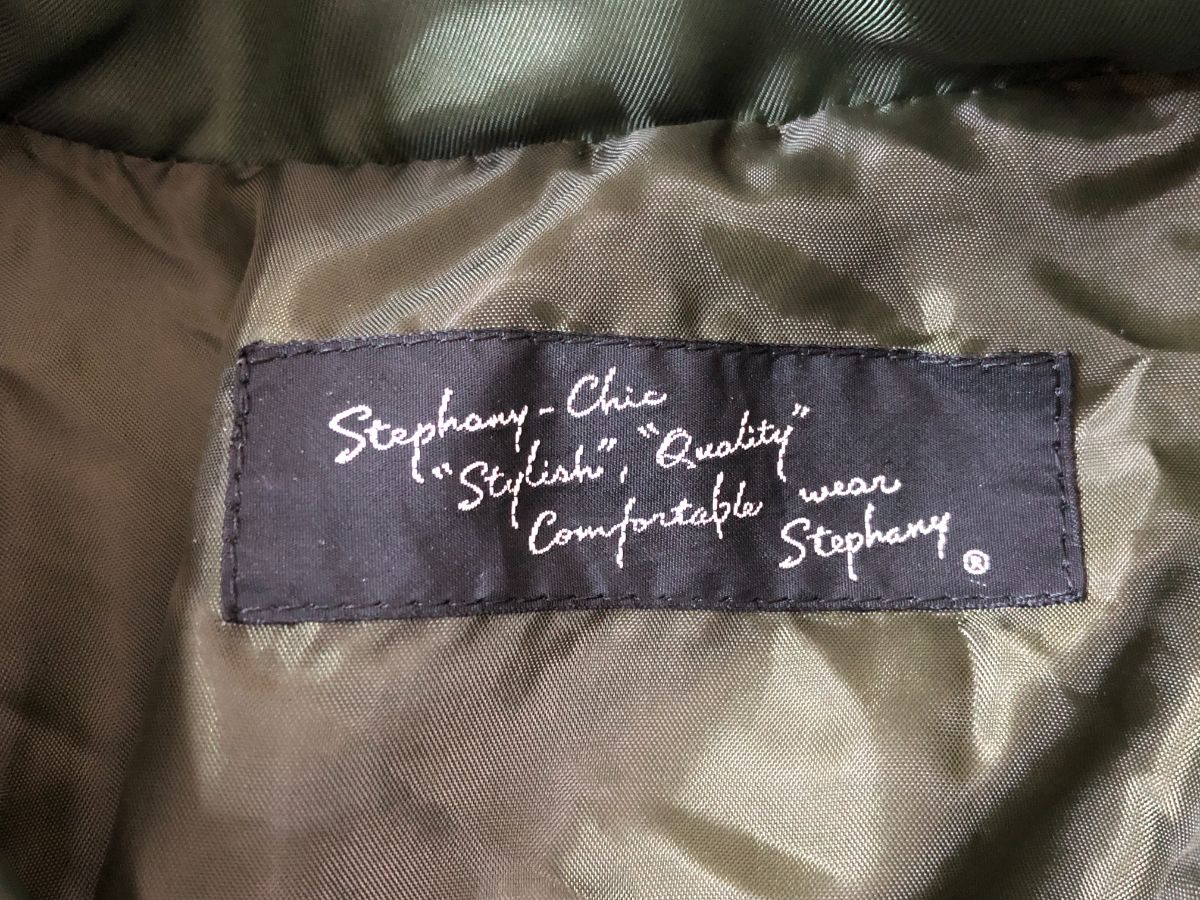 Stephany-Chic
"Stylish", "Quality"
Comfortable wear
Stephany ®